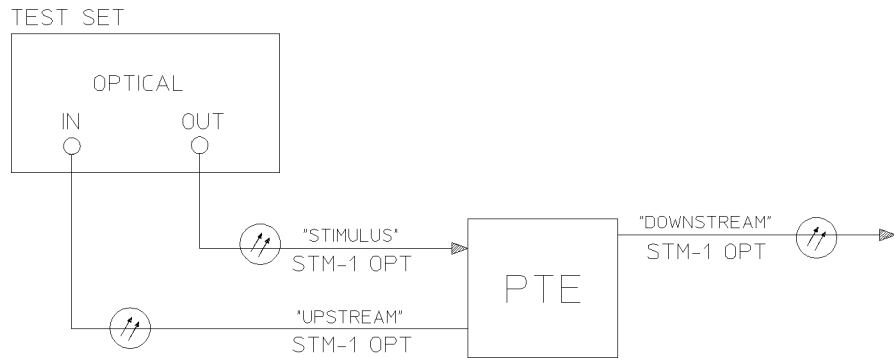 TEST SET
OPTICAL
IN OUT
"STIMULUS"
STM-1 OPT
"DOWNSTREAM"
STM-1 OPT
PTE
"UPSTREAM"
STM-1 OPT